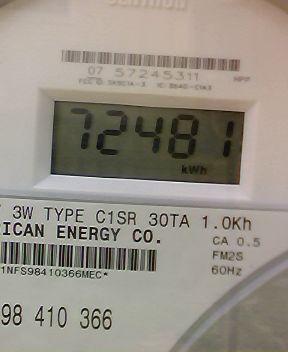 07 57245311
72481
kWh
3W TYPE C1SR 30TA 1.0Kh
RICAN ENERGY CO.
CA 0.5
FM2S
60Hz
1NFS98410366MEC*
98 410 366